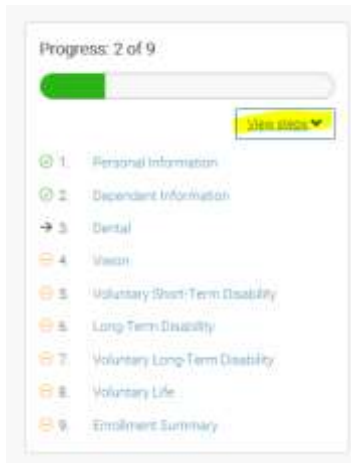 Progress: 2 of 9
View steps
1. Personal Information
2. Dependent Information
3. Dental
4. Vision
5. Voluntary Short-Term Disability
6. Long Term Disability
7. Voluntary Long-Term Disability
8. Voluntary Life
9. Enrollment Summary